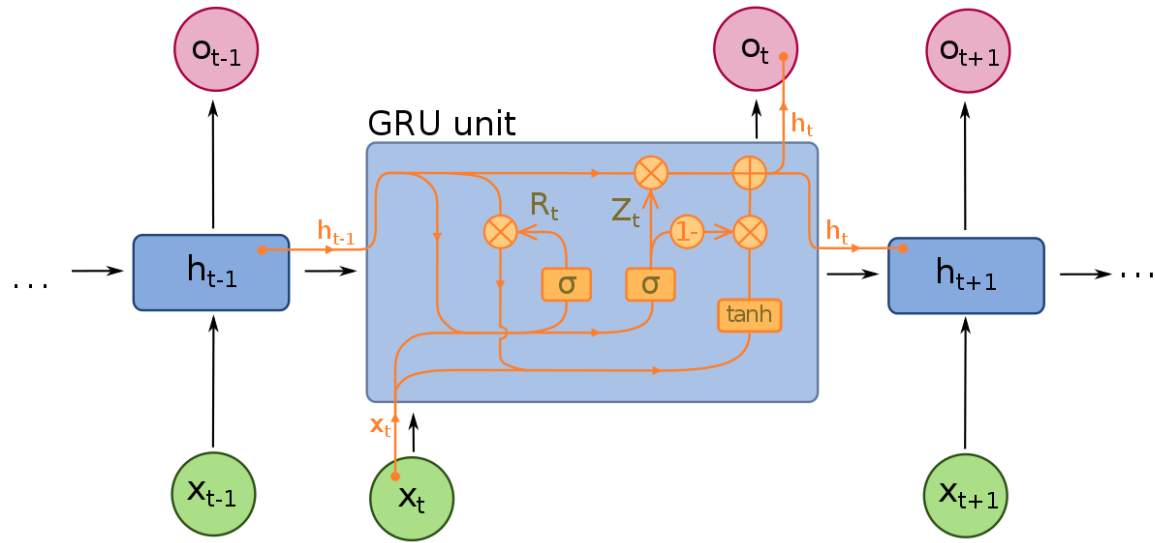 o_t-1
o_t
o_t+1
GRU unit
h_t
R_t
Z_t
h_t-1
1-
h_t
h_t-1
σ
σ
h_t+1
...
...
tanh
x_t
x_t-1
x_t
x_t+1